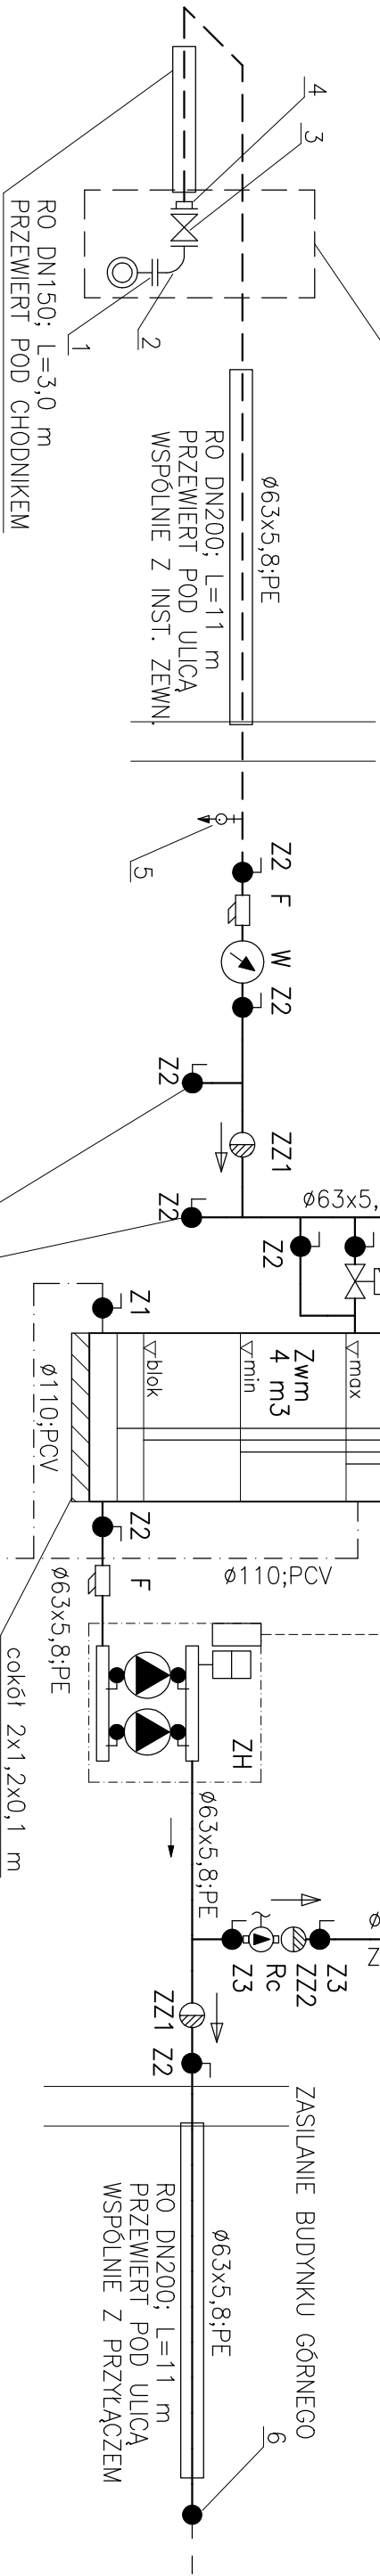 4
3
2
1
RO DN150; L=3,0 m
PRZEWIERT POD CHODNIKEM
Ø63x5,8;PE
RO DN200; L=11 m
PRZEWIERT POD ULICĄ
WSPÓLNIE Z INST. ZEWN.
5
Z2
F
W
Z2
Z2
ZZ1
Z2
Ø63x5,
Z2
Z1
Ø110;PCV
max
Zwm
4 m3
min
blok
Z2
F
Ø63x5,8;PE
Ø110;PCV
cokół 2x1,2x0,1 m
ZH
Ø63x5,8;PE
Ø
Z
Z3
ZZ2
Rc
Z3
ZZ1
Z2
ZASILANIE BUDYNKU GÓRNEGO
Ø63x5,8;PE
RO DN200; L=11 m
PRZEWIERT POD ULICĄ
WSPÓLNIE Z PRZYŁĄCZEM
6